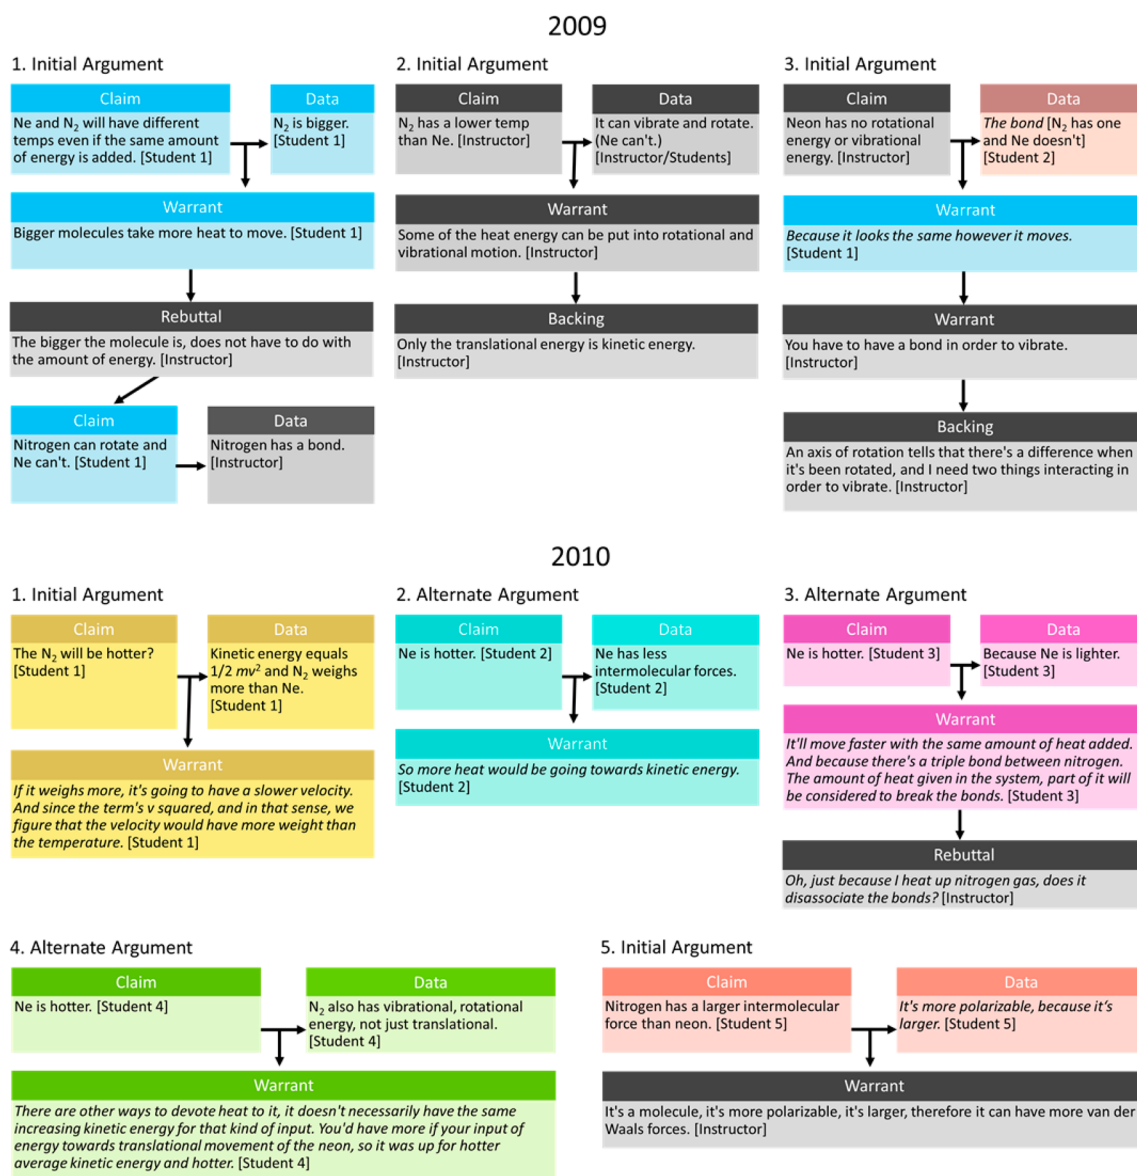 2009
1. Initial Argument
Claim
Ne and N₂ will have different
temps even if the same amount
of energy is added. [Student 1]
Data
N₂ is bigger.
[Student 1]
Warrant
Bigger molecules take more heat to move. [Student 1]
Rebuttal
The bigger the molecule is, does not have to do with
the amount of energy. [Instructor]
Claim
Nitrogen can rotate and
Ne can't. [Student 1]
Data
Nitrogen has a bond.
[Instructor]
2. Initial Argument
Claim
N₂ has a lower temp
than Ne. [Instructor]
Data
It can vibrate and rotate.
(Ne can't.)
[Instructor/Students]
Warrant
Some of the heat energy can be put into rotational and
vibrational motion. [Instructor]
Backing
Only the translational energy is kinetic energy.
[Instructor]
3. Initial Argument
Claim
Neon has no rotational
energy or vibrational
energy. [Instructor]
Data
The bond [N₂ has one
and Ne doesn't]
[Student 2]
Warrant
Because it looks the same however it moves.
[Student 1]
Warrant
You have to have a bond in order to vibrate.
[Instructor]
Backing
An axis of rotation tells that there's a difference when
it's been rotated, and I need two things interacting in
order to vibrate. [Instructor]
2010
1. Initial Argument
Claim
The N₂ will be hotter?
[Student 1]
Data
Kinetic energy equals
1/2 mv² and N₂ weighs
more than Ne.
[Student 1]
Warrant
If it weighs more, it's going to have a slower velocity.
And since the term's v squared, and in that sense, we
figure that the velocity would have more weight than
the temperature. [Student 1]
2. Alternate Argument
Claim
Ne is hotter. [Student 2]
Data
Ne has less
intermolecular forces.
[Student 2]
Warrant
So more heat would be going towards kinetic energy.
[Student 2]
3. Alternate Argument
Claim
Ne is hotter. [Student 3]
Data
Because Ne is lighter.
[Student 3]
Warrant
It'll move faster with the same amount of heat added.
And because there's a triple bond between nitrogen.
The amount of heat given in the system, part of it will
be considered to break the bonds. [Student 3]
Rebuttal
Oh, just because I heat up nitrogen gas, does it
disassociate the bonds? [Instructor]
4. Alternate Argument
Claim
Ne is hotter. [Student 4]
Data
N₂ also has vibrational, rotational
energy, not just translational.
[Student 4]
Warrant
There are other ways to devote heat to it, it doesn't necessarily have the same
increasing kinetic energy for that kind of input. You'd have more if your input of
energy towards translational movement of the neon, so it was up for hotter
average kinetic energy and hotter. [Student 4]
5. Initial Argument
Claim
Nitrogen has a larger intermolecular
force than neon. [Student 5]
Data
It's more polarizable, because it's
larger. [Student 5]
Warrant
It's a molecule, it's more polarizable, it's larger, therefore it can have more van der
Waals forces. [Instructor]